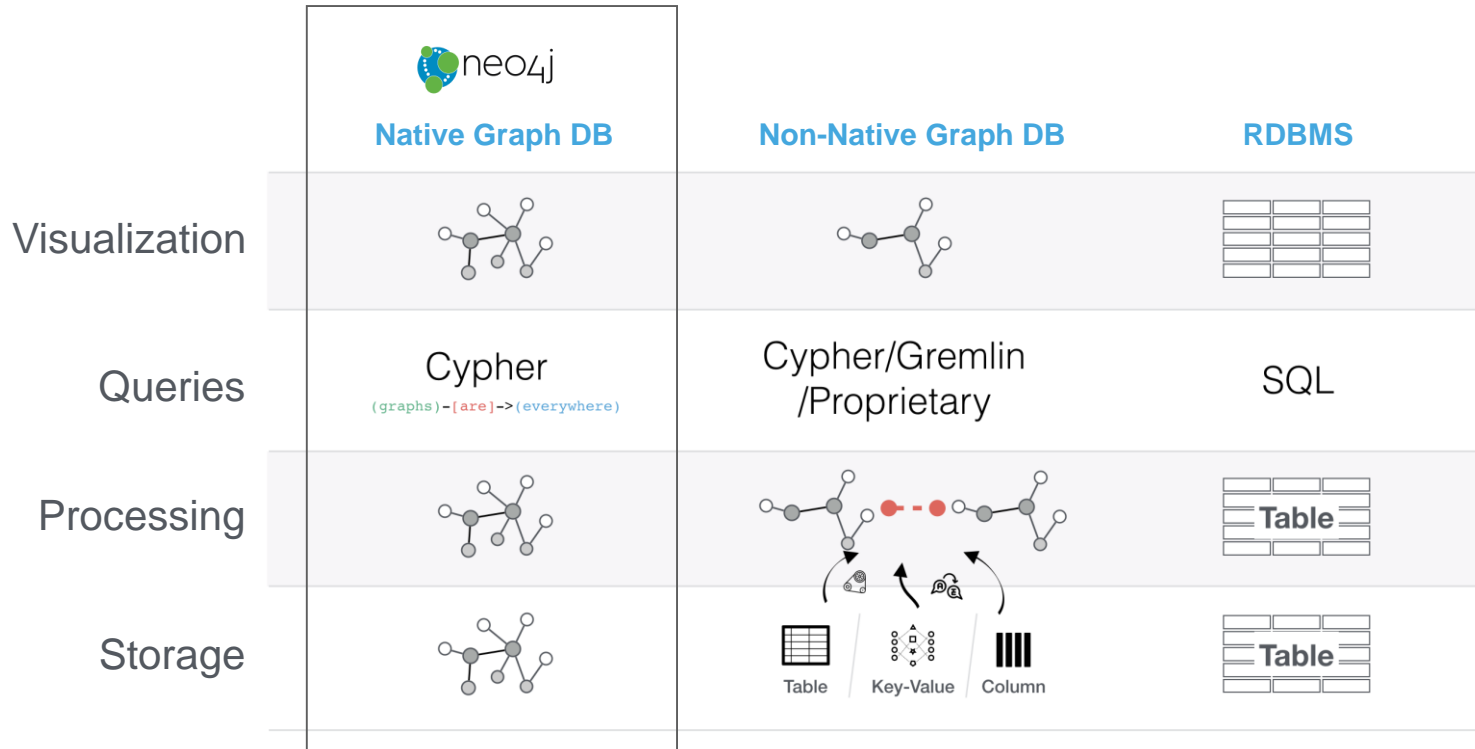 neo4j
Native Graph DB
Non-Native Graph DB
RDBMS
Visualization
Queries
Cypher
(graphs)-[are]->(everywhere)
Cypher/Gremlin
/Proprietary
SQL
Processing
Table
Storage
Table
Key-Value
Column
Table